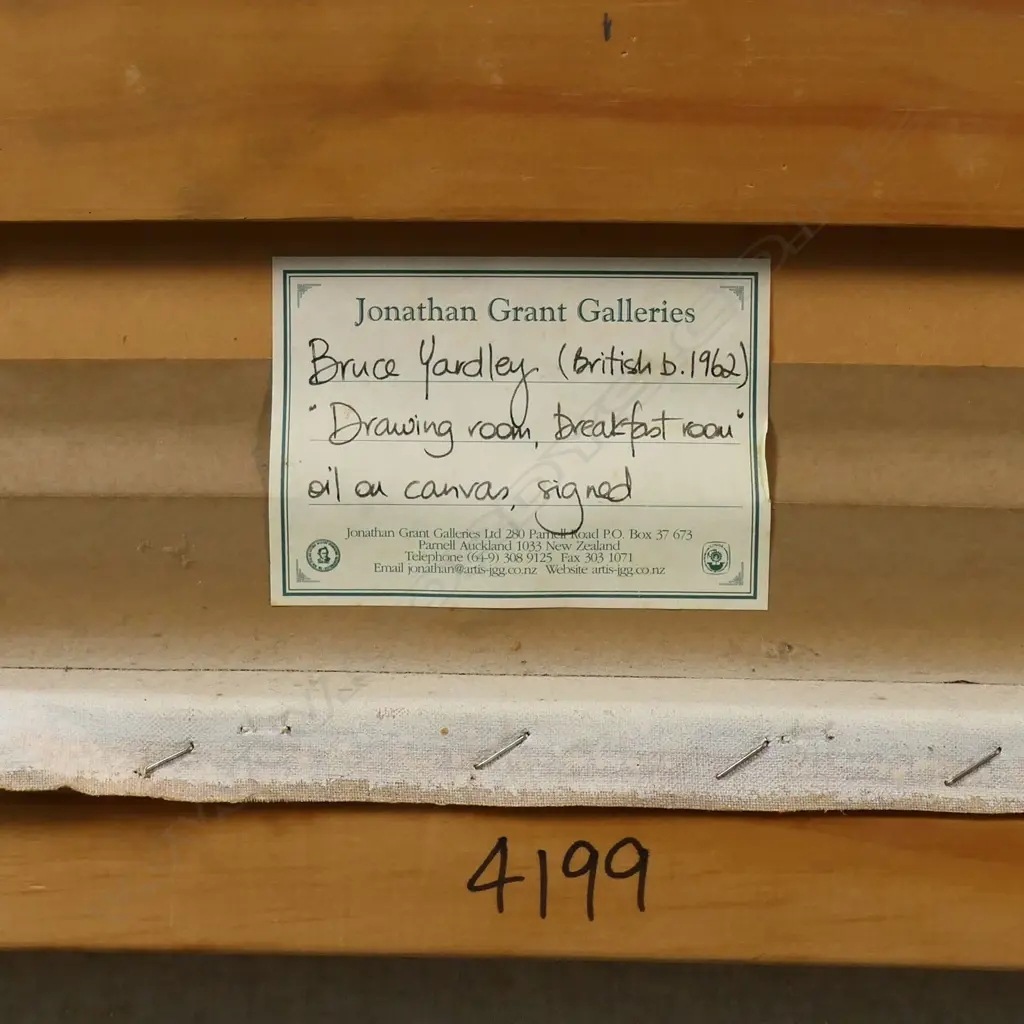 Jonathan Grant Galleries
Bruce Yardley (British b.1962)
"Drawing room, breakfast room"
oil on canvas, signed
Jonathan Grant Galleries Ltd 280 Parnell Road P.O. Box 37 673
Parnell Auckland 1033 New Zealand
Telephone (64-9) 308 9125 Fax 303 1071
Email jonathan@artis-jgg.co.nz Website artis-jgg.co.nz
4199